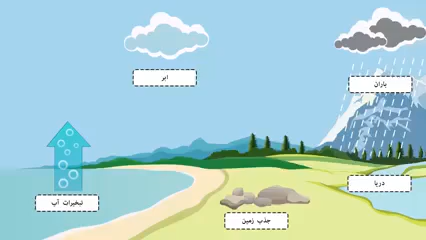 ابر
باران
دریا
تبخیرات آب
جذب زمین